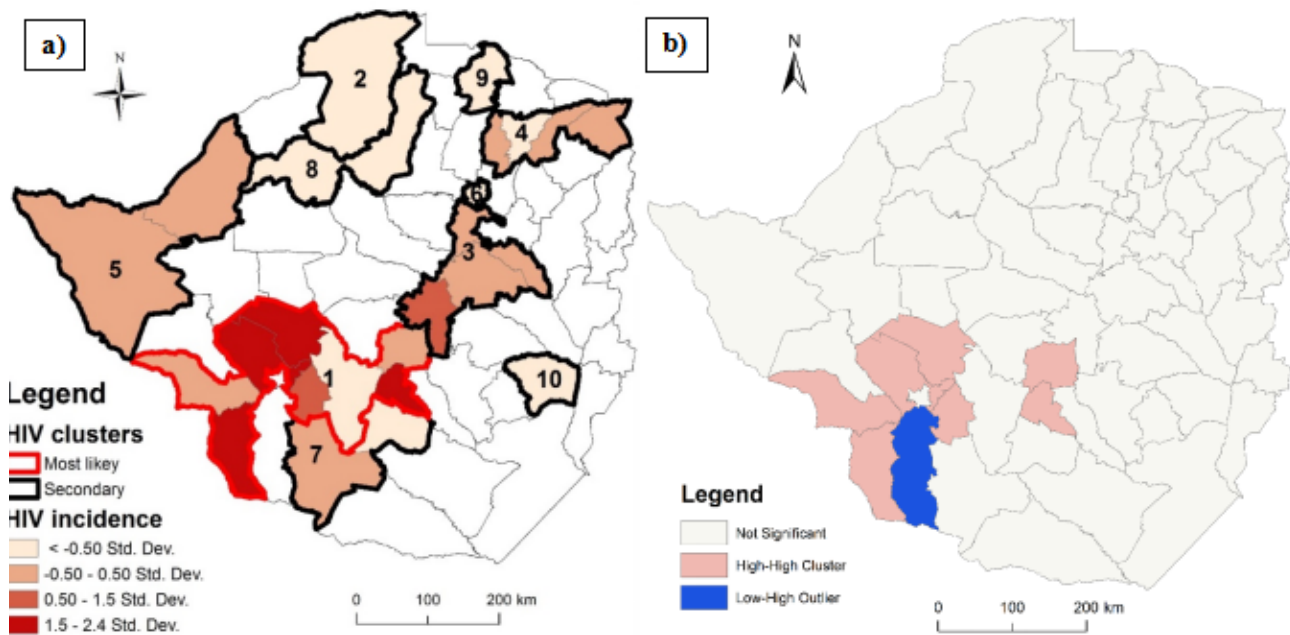 a)
N
2
9
4
8
6
3
5
1
10
7
Legend
HIV clusters
Most likey
Secondary
HIV incidence
< -0.50 Std. Dev.
-0.50 - 0.50 Std. Dev.
0.50 - 1.5 Std. Dev.
1.5 - 2.4 Std. Dev.
0 100 200 km
b)
N
Legend
Not Significant
High-High Cluster
Low-High Outlier
0 100 200 km